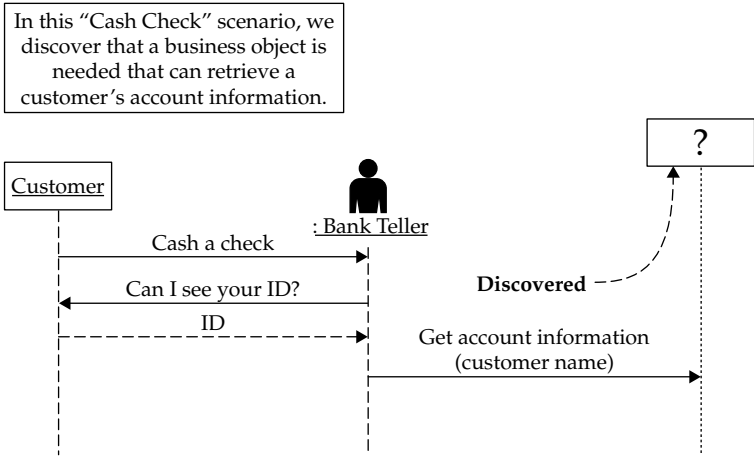 In this “Cash Check” scenario, we
discover that a business object is
needed that can retrieve a
customer’s account information.
?
Customer
: Bank Teller
Cash a check
Can I see your ID?
Discovered
ID
Get account information
(customer name)